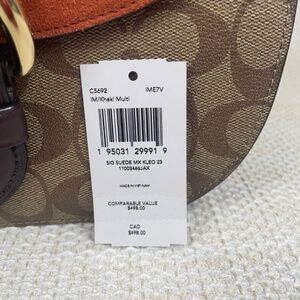 C5692 IME7V
IM/Khaki Multi
1 95031 29991 9
SIG SUEDE MX KLEO 23
11008466JAX
MADE IN VIETNAM
COMPARABLE VALUE
$498.00
CAD
$498.00